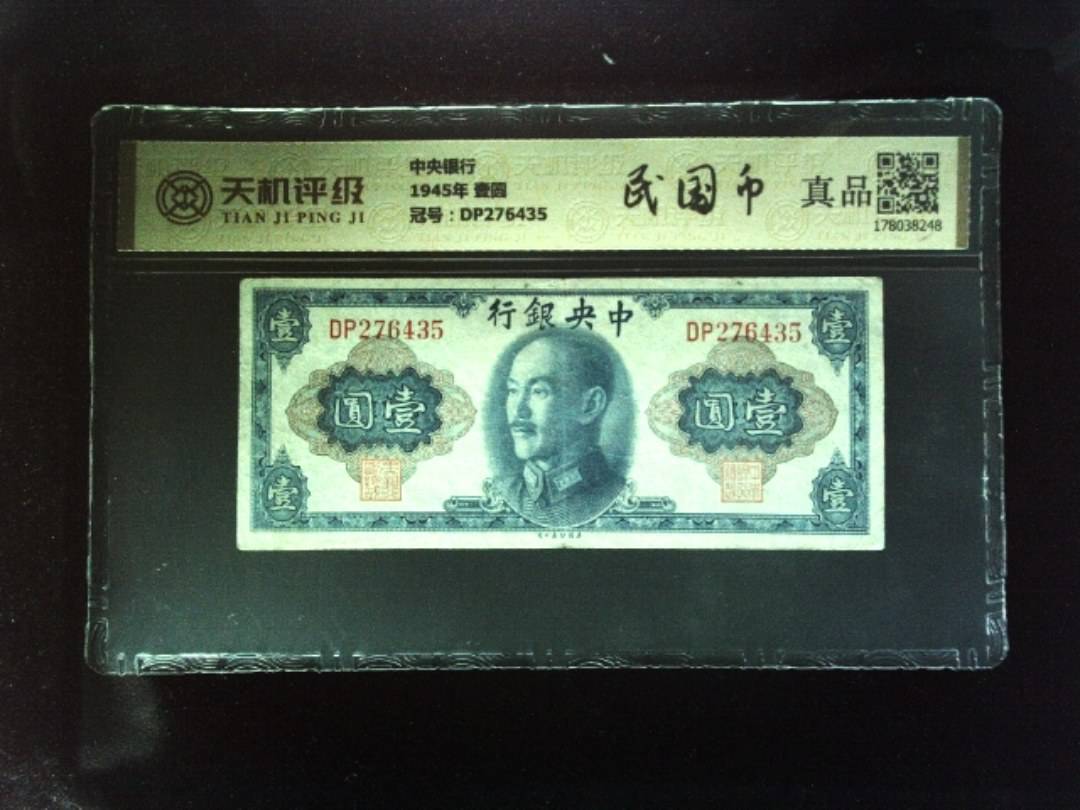 天机评级
TIAN JI PING JI
中央银行
1945年 壹圆
冠号：DP276435
民国币
真品
178038248
行銀央中
壹
DP276435
DP276435
壹
圓壹
圓壹
壹
壹